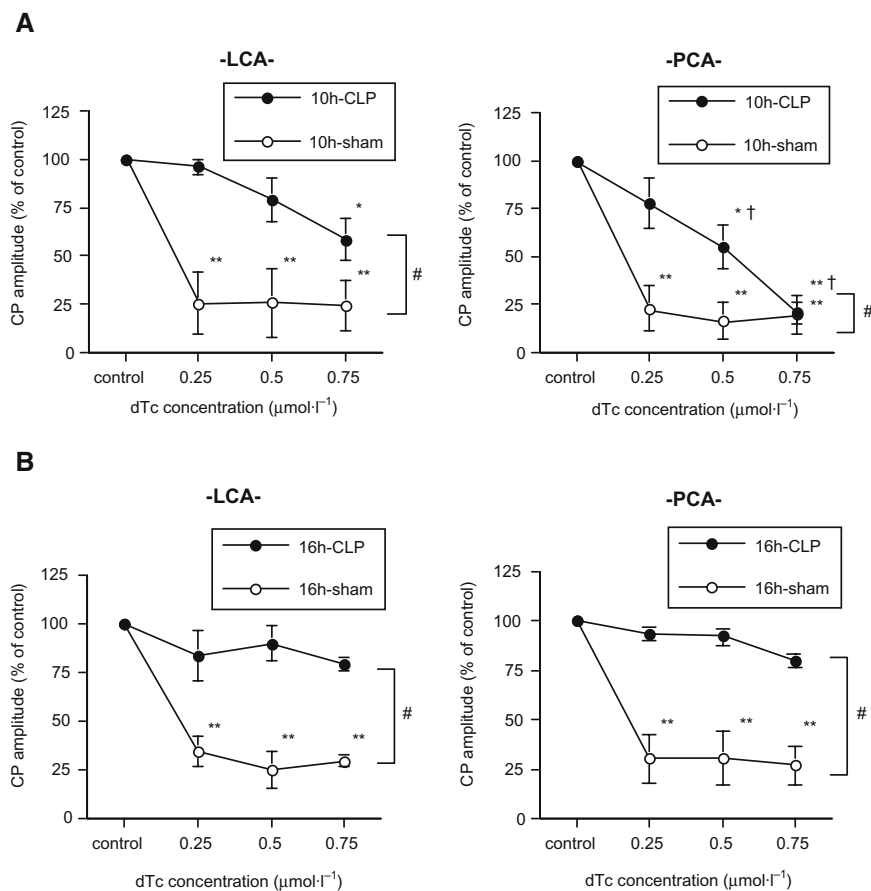 A
-LCA-
10h-CLP
10h-sham
CP amplitude (% of control)
125
100
75
50
25
0
*
**
**
**
#
control
0.25
0.5
0.75
dTc concentration (μmol·l⁻¹)
-PCA-
10h-CLP
10h-sham
CP amplitude (% of control)
125
100
75
50
25
0
* †
** †
**
**
**
#
control
0.25
0.5
0.75
dTc concentration (μmol·l⁻¹)
B
-LCA-
16h-CLP
16h-sham
CP amplitude (% of control)
125
100
75
50
25
0
**
**
**
#
control
0.25
0.5
0.75
dTc concentration (μmol·l⁻¹)
-PCA-
16h-CLP
16h-sham
CP amplitude (% of control)
125
100
75
50
25
0
**
**
**
#
control
0.25
0.5
0.75
dTc concentration (μmol·l⁻¹)